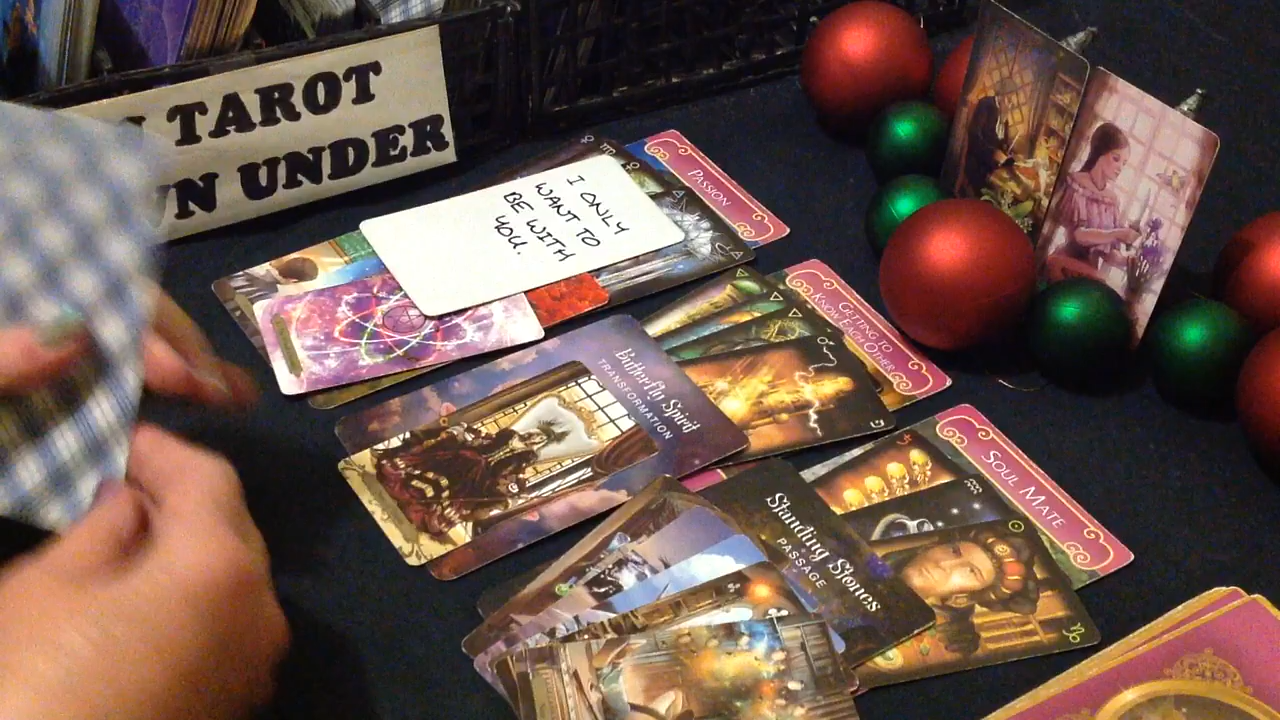 TAROT
UNDER
PASSION
I ONLY
WANT TO
BE WITH
YOU.
GETTING TO
KNOW EACH OTHER
Butterfly Spirit
TRANSFORMATION
SOUL MATE
Standing Stones
PASSAGE